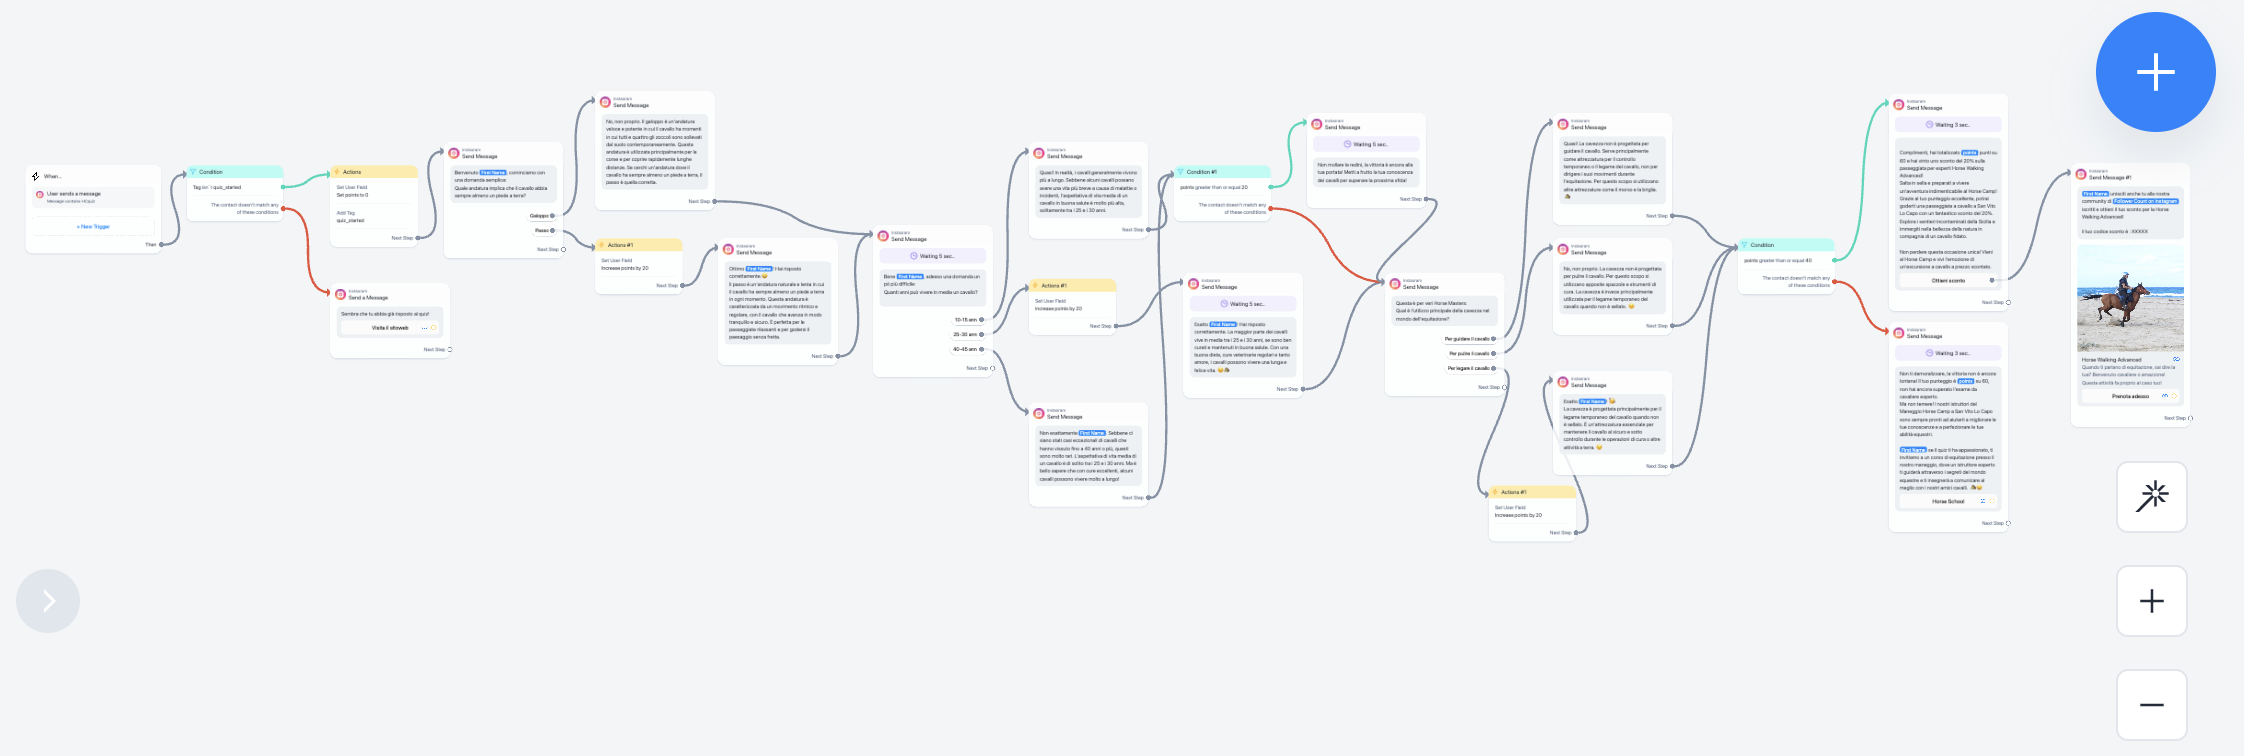 When...
User sends a message
Message contains HQuiz
+ New Trigger
Then
Condition
Tag isn't quiz_started
The contact doesn't match any
of these conditions
Actions
Set User Field
Set points to 0
Add Tag
quiz_started
Next Step
Instagram
Send a Message
Sembra che tu abbia già risposto al quiz!
Visita il sitoweb
Next Step
Instagram
Send Message
Benvenuto First Name, cominciamo con
una domanda semplice:
Quale andatura implica che il cavallo abbia
sempre almeno un piede a terra?
Galoppo
Passo
Next Step
Instagram
Send Message
No, non proprio. Il galoppo è un'andatura
veloce e potente in cui il cavallo ha momenti
in cui tutti e quattro gli zoccoli sono sollevati
dal suolo contemporaneamente. Questa
andatura è utilizzata principalmente per le
corse e per coprire rapidamente lunghe
distanze. Se cerchi un'andatura dove il
cavallo ha sempre almeno un piede a terra, il
passo è quella corretta.
Next Step
Actions #1
Set User Field
Increase points by 20
Next Step
Instagram
Send Message
Ottimo First Name! Hai risposto
correttamente
Il passo è un'andatura naturale e lenta in cui
il cavallo ha sempre almeno un piede a terra
in ogni momento. Questa andatura è
caratterizzata da un movimento ritmico e
regolare, con il cavallo che avanza in modo
tranquillo e sicuro. È perfetta per le
passeggiate rilassanti e per godersi il
paesaggio senza fretta.
Next Step
Instagram
Send Message
Waiting 5 sec..
Bene First Name, adesso una domanda un
pò più difficile:
Quanti anni può vivere in media un cavallo?
10-15 anni
25-30 anni
40-45 anni
Next Step
Instagram
Send Message
Quasi! In realtà, i cavalli generalmente vivono
più a lungo. Sebbene alcuni cavalli possano
avere una vita più breve a causa di malattie o
incidenti, l'aspettativa di vita media di un
cavallo in buona salute è molto più alta,
solitamente tra i 25 e i 30 anni.
Next Step
Actions #1
Set User Field
Increase points by 20
Next Step
Instagram
Send Message
Non esattamente First Name. Sebbene ci
siano stati casi eccezionali di cavalli che
hanno vissuto fino a 40 anni o più, questi
sono molto rari. L'aspettativa di vita media di
un cavallo è di solito tra i 25 e i 30 anni. Ma è
bello sapere che con cure eccellenti, alcuni
cavalli possono vivere molto a lungo!
Next Step
Condition #1
points greater than or equal 20
The contact doesn't match any
of these conditions
Instagram
Send Message
Waiting 5 sec..
Esatto First Name! Hai risposto
correttamente. La maggior parte dei cavalli
vive in media tra i 25 e i 30 anni, se sono ben
curati e mantenuti in buona salute. Con una
buona dieta, cure veterinarie regolari e tanto
amore, i cavalli possono vivere una lunga e
felice vita.
Next Step
Instagram
Send Message
Waiting 5 sec..
Non mollare le redini, la vittoria è ancora alla
tua portata! Metti a frutto la tua conoscenza
dei cavalli per superare la prossima sfida!
Next Step
Instagram
Send Message
Questa è per veri Horse Masters:
Qual è l'utilizzo principale della cavezza nel
mondo dell'equitazione?
Per guidare il cavallo
Per pulire il cavallo
Per legare il cavallo
Next Step
Instagram
Send Message
Quasi! La cavezza non è progettata per
guidare il cavallo. Serve principalmente
come attrezzatura per il controllo
temporaneo o il legame del cavallo, non per
dirigere i suoi movimenti durante
l'equitazione. Per questo scopo si utilizzano
altre attrezzature come il morso e la briglia.
Next Step
Instagram
Send Message
No, non proprio. La cavezza non è progettata
per pulire il cavallo. Per questo scopo si
utilizzano apposite spazzole e strumenti di
cura. La cavezza è invece principalmente
utilizzata per il legame temporaneo del
cavallo quando non è sellato.
Next Step
Instagram
Send Message
Esatto First Name!
La cavezza è progettata principalmente per il
legame temporaneo del cavallo quando non
è sellato. È un'attrezzatura essenziale per
mantenere il cavallo al sicuro e sotto
controllo durante le operazioni di cura o altre
attività a terra.
Next Step
Actions #1
Set User Field
Increase points by 20
Next Step
Condition
points greater than or equal 60
The contact doesn't match any
of these conditions
Instagram
Send Message
Waiting 3 sec..
Complimenti, hai totalizzato points punti su
60 e hai vinto uno sconto del 20% sulle
passeggiate per esperti Horse Walking
Advanced!
Salta in sella e preparati a vivere
un'avventura indimenticabile al Horse Camp!
Grazie al tuo punteggio eccellente, potrai
goderti una passeggiata a cavallo a San Vito
Lo Capo con un fantastico sconto del 20%.
Esplora i sentieri incontaminati della Sicilia e
immergiti nella bellezza della natura in
compagnia di un cavallo fidato.
Non perdere questa occasione unica! Vieni
al Horse Camp e vivi l'emozione di
un'escursione a cavallo a prezzo scontato.
Ottieni sconto
Next Step
Instagram
Send Message
Waiting 3 sec..
Non ti demoralizzare, la vittoria non è ancora
lontana! Il tuo punteggio è points su 60,
non hai ancora superato l'esame da
cavaliere esperto.
Ma non temere! I nostri istruttori del
Maneggio Horse Camp a San Vito Lo Capo
sono sempre pronti ad aiutarti a migliorare le
tue conoscenze e a perfezionare le tue
abilità equestri.
First Name se il quiz ti ha appassionato, ti
invitiamo a un corso di equitazione presso il
nostro maneggio, dove un istruttore esperto
ti guiderà attraverso i segreti del mondo
equestre e ti insegnerà a comunicare al
meglio con i nostri amici cavalli.
Horse School
Next Step
Instagram
Send Message #1
First Name unisciti anche tu alla nostra
community di Follower Count on Instagram
iscritti e ottieni il tuo sconto per la Horse
Walking Advanced!
Il tuo codice sconto è :XXXXX
Horse Walking Advanced
Quando ti parlano di equitazione, sai dire la
tua? Benvenuto cavaliere o amazzone!
Questa attività fa proprio al caso tuo!
Prenota adesso
Next Step